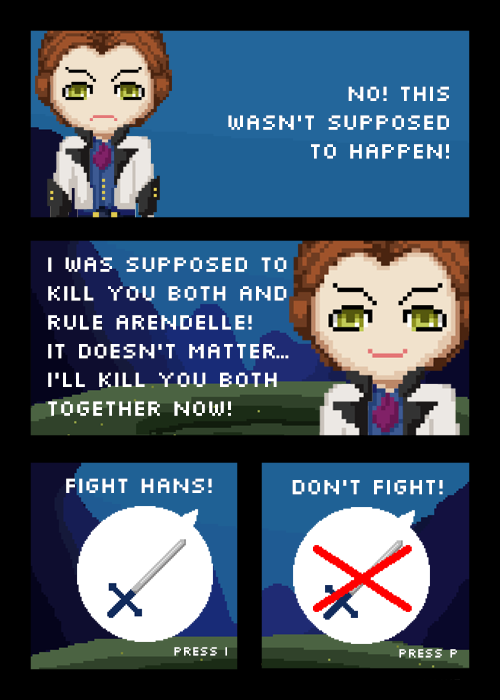 NO! THIS
WASN'T SUPPOSED
TO HAPPEN!
I WAS SUPPOSED TO
KILL YOU BOTH AND
RULE ARENDELLE!
IT DOESN'T MATTER...
I'LL KILL YOU BOTH
TOGETHER NOW!
FIGHT HANS!
PRESS I
DON'T FIGHT!
PRESS P